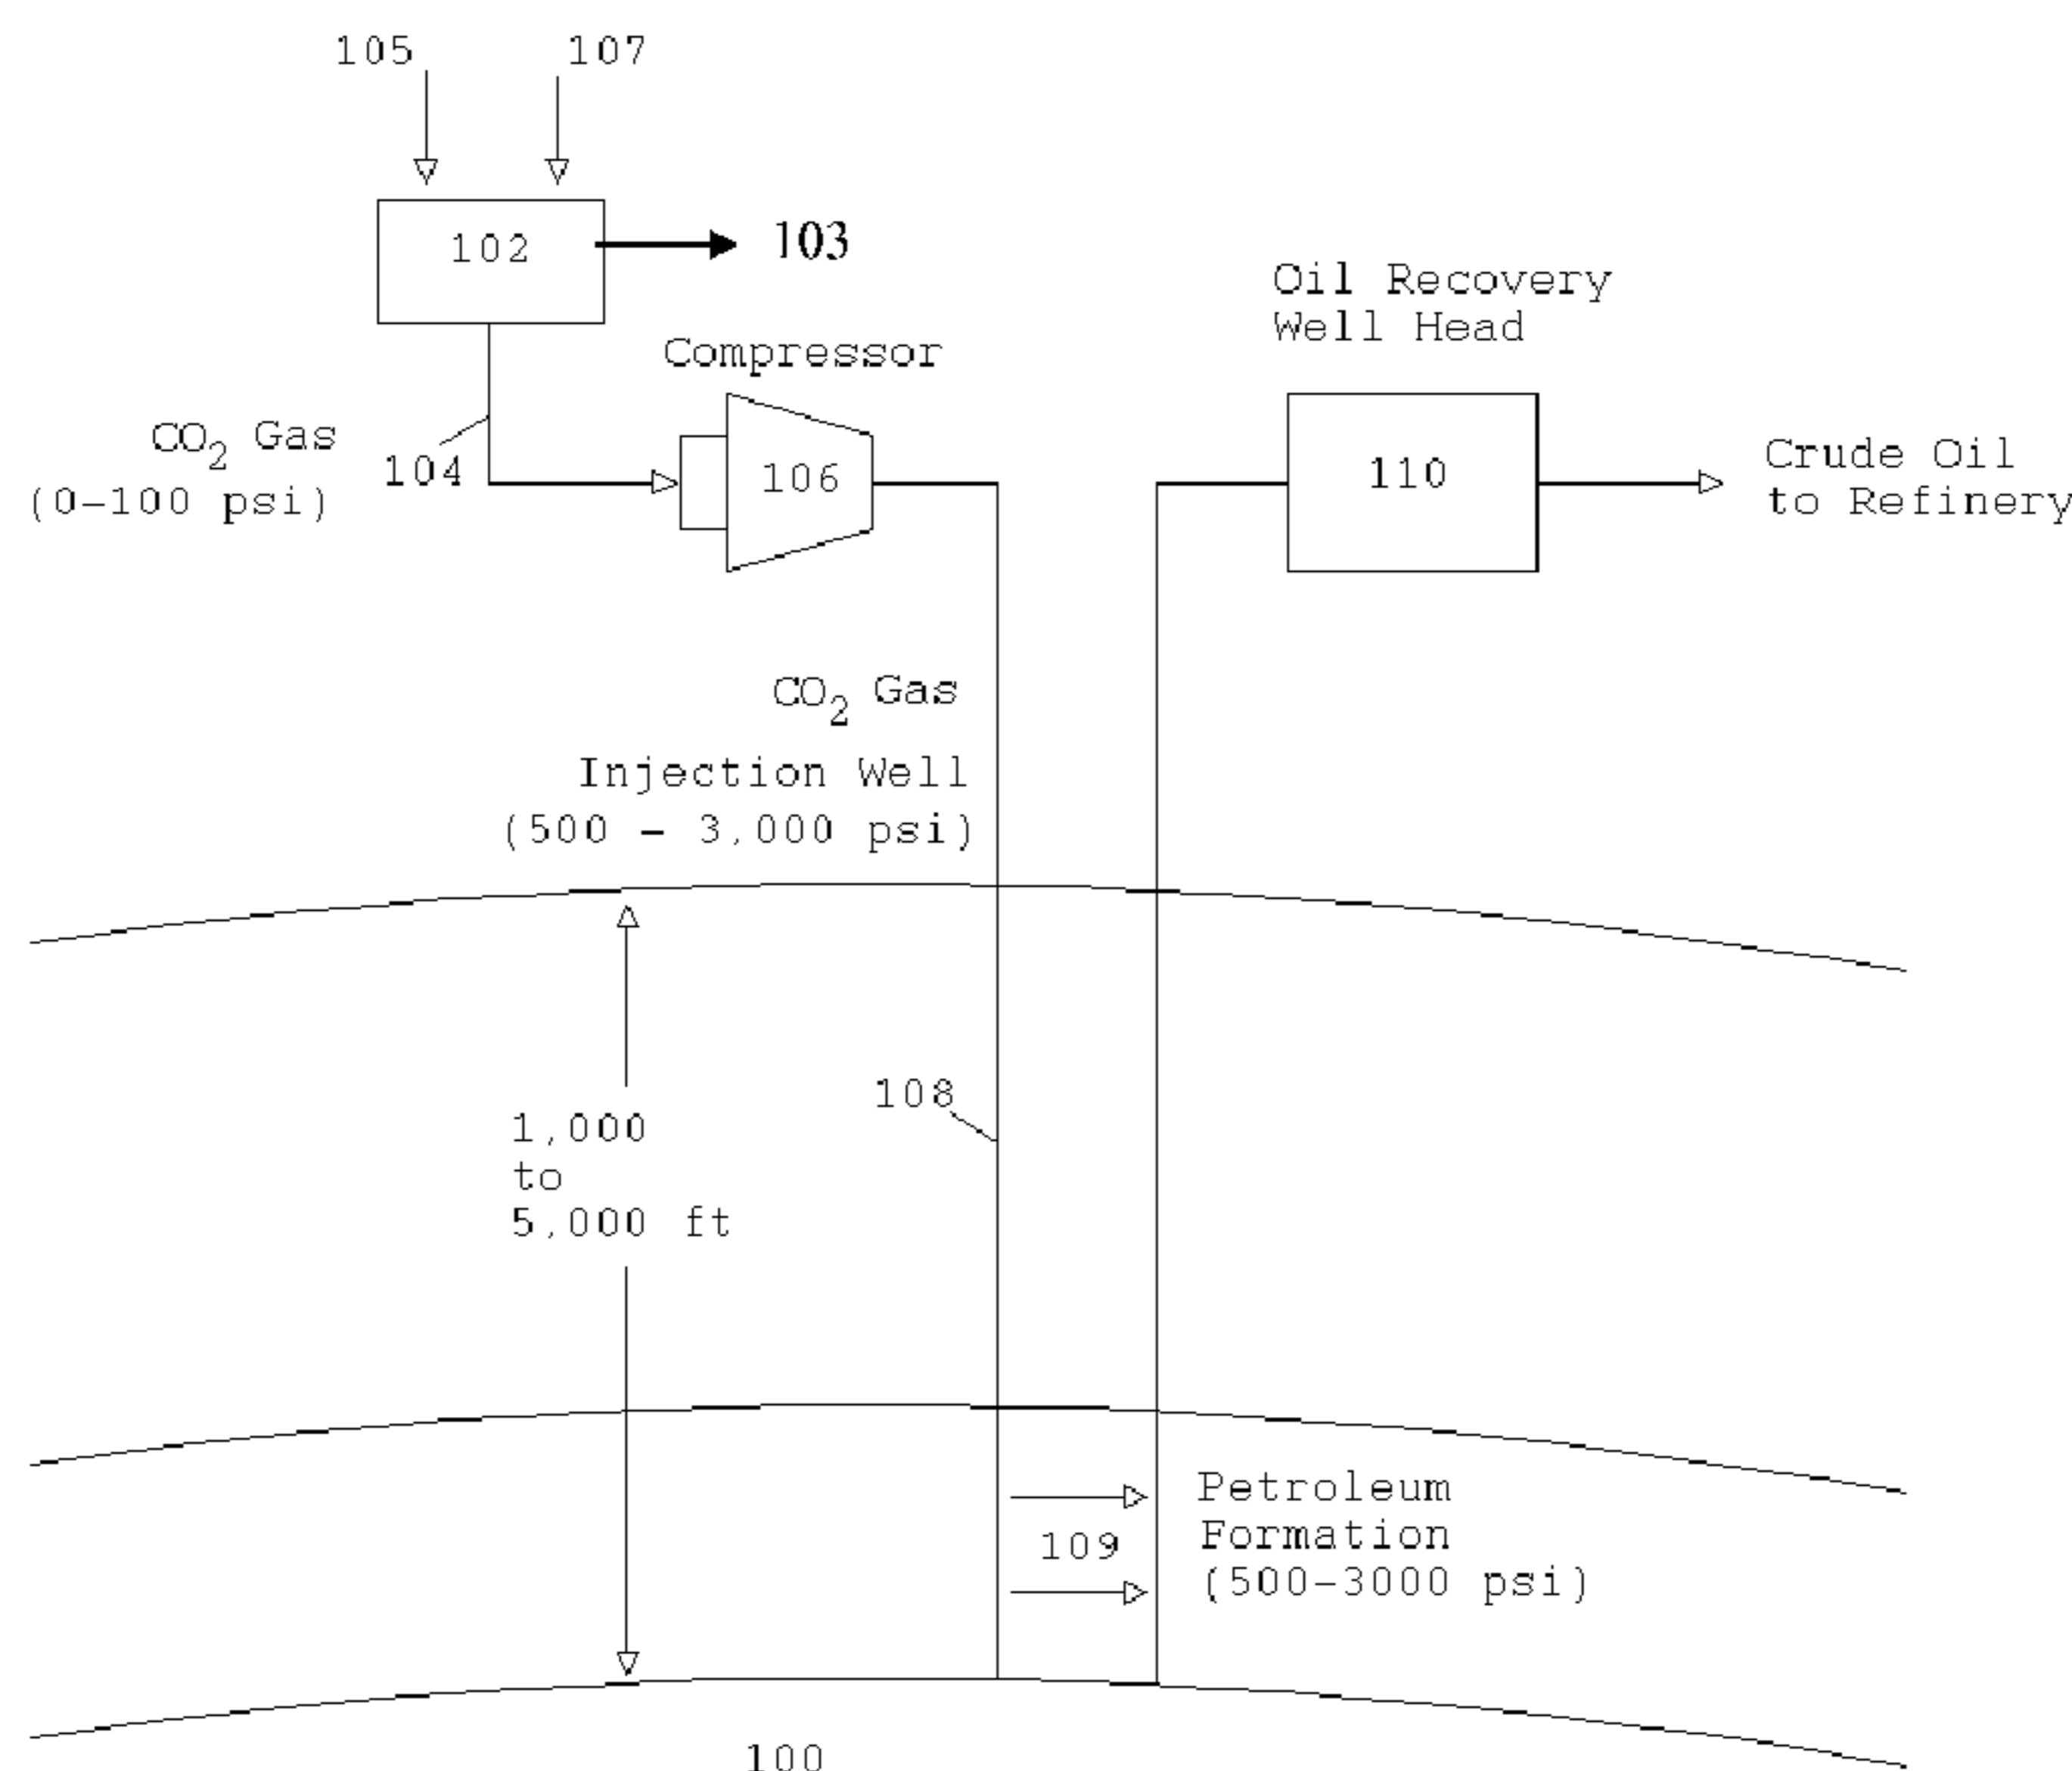 105
107
102
103
Oil Recovery
Well Head
Compressor
CO2 Gas
(0-100 psi)
104
106
110
Crude Oil
to Refinery
CO2 Gas
Injection Well
(500 - 3,000 psi)
108
1,000
to
5,000 ft
Petroleum
Formation
(500-3000 psi)
109
100